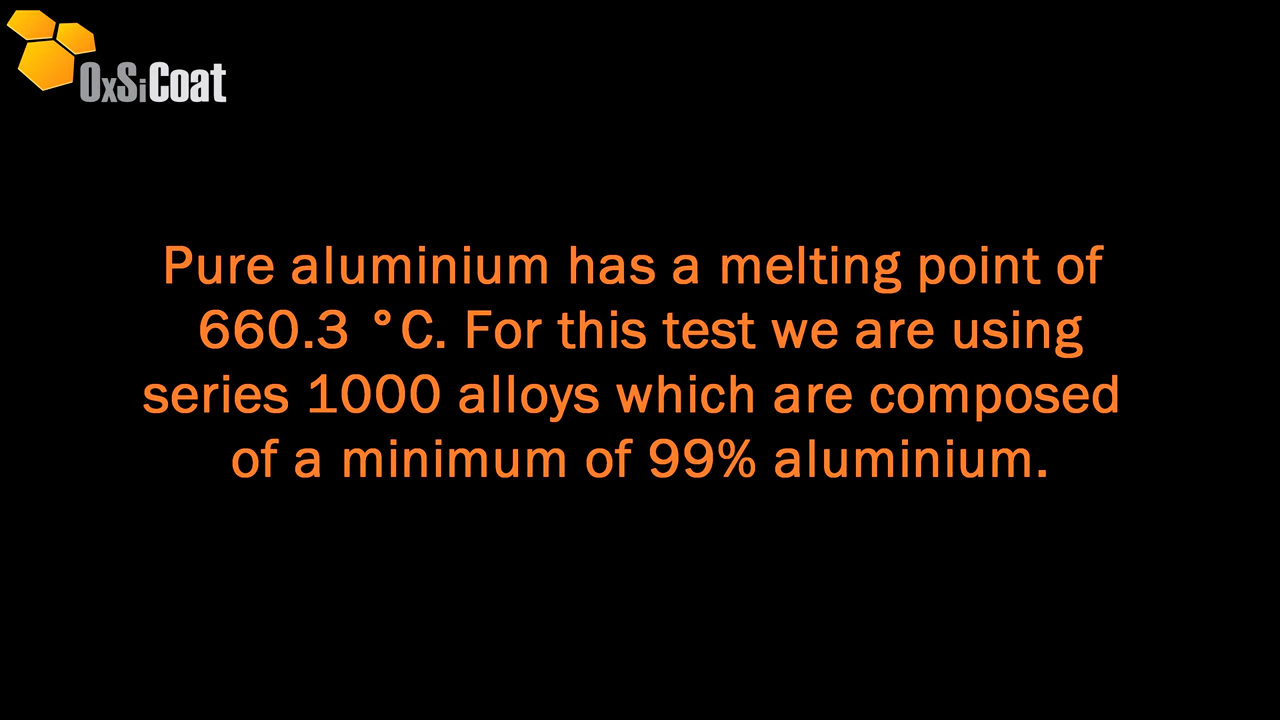 OxSiCoat
Pure aluminium has a melting point of
660.3 °C. For this test we are using
series 1000 alloys which are composed
of a minimum of 99% aluminium.